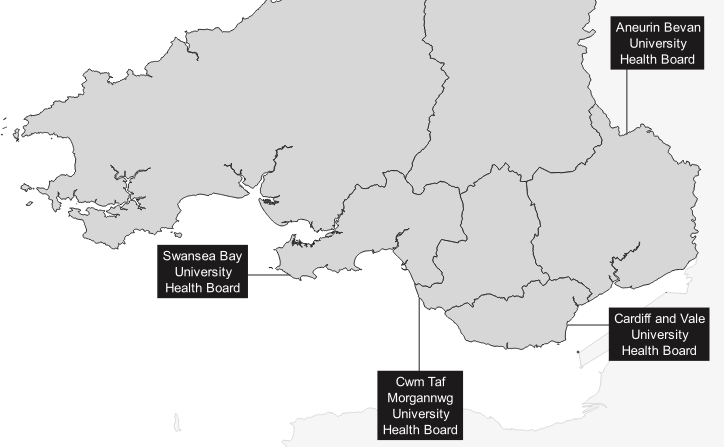 Aneurin Bevan
University
Health Board
Swansea Bay
University
Health Board
Cardiff and Vale
University
Health Board
Cwm Taf
Morgannwg
University
Health Board